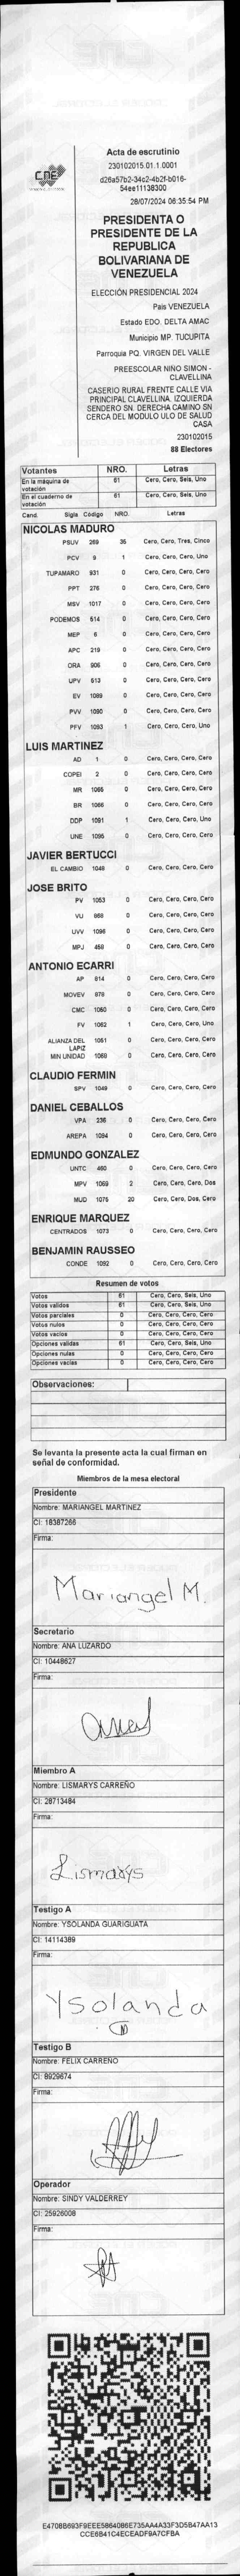 CNE
Acta de escrutinio
230102015.01.1.0001
d26a57b2-34c2-4b2f-b016-
54ee11138300
28/07/2024 06:35:54 PM
PRESIDENTA O
PRESIDENTE DE LA
REPUBLICA
BOLIVARIANA DE
VENEZUELA
ELECCIÓN PRESIDENCIAL 2024
País VENEZUELA
Estado EDO. DELTA AMAC
Municipio MP. TUCUPITA
Parroquia PQ. VIRGEN DEL VALLE
PREESCOLAR NINO SIMON -
CLAVELLINA
CASERIO RURAL FRENTE CALLE VIA
PRINCIPAL CLAVELLINA. IZQUIERDA
SENDERO SN. DERECHA CAMINO SN
CERCA DEL MODULO ULO DE SALUD
CASA
230102015
88 Electores
Votantes NRO. Letras
En la máquina de votación 61 Cero, Cero, Seis, Uno
En el cuaderno de votación 61 Cero, Cero, Seis, Uno
Cand. Sigla Código NRO. Letras
NICOLAS MADURO
PSUV 269 35 Cero, Cero, Tres, Cinco
PCV 9 1 Cero, Cero, Cero, Uno
TUPAMARO 931 0 Cero, Cero, Cero, Cero
PPT 276 0 Cero, Cero, Cero, Cero
MSV 1017 0 Cero, Cero, Cero, Cero
PODEMOS 514 0 Cero, Cero, Cero, Cero
MEP 6 0 Cero, Cero, Cero, Cero
APC 219 0 Cero, Cero, Cero, Cero
ORA 906 0 Cero, Cero, Cero, Cero
UPV 513 0 Cero, Cero, Cero, Cero
EV 1089 0 Cero, Cero, Cero, Cero
PVV 1090 0 Cero, Cero, Cero, Cero
PFV 1093 1 Cero, Cero, Cero, Uno
LUIS MARTINEZ
AD 1 0 Cero, Cero, Cero, Cero
COPEI 2 0 Cero, Cero, Cero, Cero
MR 1065 0 Cero, Cero, Cero, Cero
BR 1066 0 Cero, Cero, Cero, Cero
DDP 1091 1 Cero, Cero, Cero, Uno
UNE 1095 0 Cero, Cero, Cero, Cero
JAVIER BERTUCCI
EL CAMBIO 1048 0 Cero, Cero, Cero, Cero
JOSE BRITO
PV 1053 0 Cero, Cero, Cero, Cero
VU 868 0 Cero, Cero, Cero, Cero
UVV 1096 0 Cero, Cero, Cero, Cero
MPJ 458 0 Cero, Cero, Cero, Cero
ANTONIO ECARRI
AP 814 0 Cero, Cero, Cero, Cero
MOVEV 878 0 Cero, Cero, Cero, Cero
CMC 1050 0 Cero, Cero, Cero, Cero
FV 1052 1 Cero, Cero, Cero, Uno
ALIANZA DEL LAPIZ 1051 0 Cero, Cero, Cero, Cero
MIN UNIDAD 1068 0 Cero, Cero, Cero, Cero
CLAUDIO FERMIN
SPV 1049 0 Cero, Cero, Cero, Cero
DANIEL CEBALLOS
VPA 236 0 Cero, Cero, Cero, Cero
AREPA 1094 0 Cero, Cero, Cero, Cero
EDMUNDO GONZALEZ
UNTC 460 0 Cero, Cero, Cero, Cero
MPV 1069 2 Cero, Cero, Cero, Dos
MUD 1075 20 Cero, Cero, Dos, Cero
ENRIQUE MARQUEZ
CENTRADOS 1073 0 Cero, Cero, Cero, Cero
BENJAMIN RAUSSEO
CONDE 1092 0 Cero, Cero, Cero, Cero
Resumen de votos
Votos 61 Cero, Cero, Seis, Uno
Votos validos 61 Cero, Cero, Seis, Uno
Votos parciales 0 Cero, Cero, Cero, Cero
Votos nulos 0 Cero, Cero, Cero, Cero
Votos vacios 0 Cero, Cero, Cero, Cero
Opciones validas 61 Cero, Cero, Seis, Uno
Opciones nulas 0 Cero, Cero, Cero, Cero
Opciones vacias 0 Cero, Cero, Cero, Cero
Observaciones:
Se levanta la presente acta la cual firman en
señal de conformidad.
Miembros de la mesa electoral
Presidente
Nombre: MARIANGEL MARTINEZ
CI: 18387266
Firma:
Mariangel M.
Secretario
Nombre: ANA LUZARDO
CI: 10448627
Firma:
Miembro A
Nombre: LISMARYS CARREÑO
CI: 28713484
Firma:
Lismarys
Testigo A
Nombre: YSOLANDA GUARIGUATA
CI: 14114389
Firma:
Ysolanda
Testigo B
Nombre: FELIX CARREÑO
CI: 8929674
Firma:
Operador
Nombre: SINDY VALDERREY
CI: 25926008
Firma:
E4708B693F9EEE5864086E735AA4A33F3D5B47AA13
CCE6B41C4ECEADF9A7CFBA